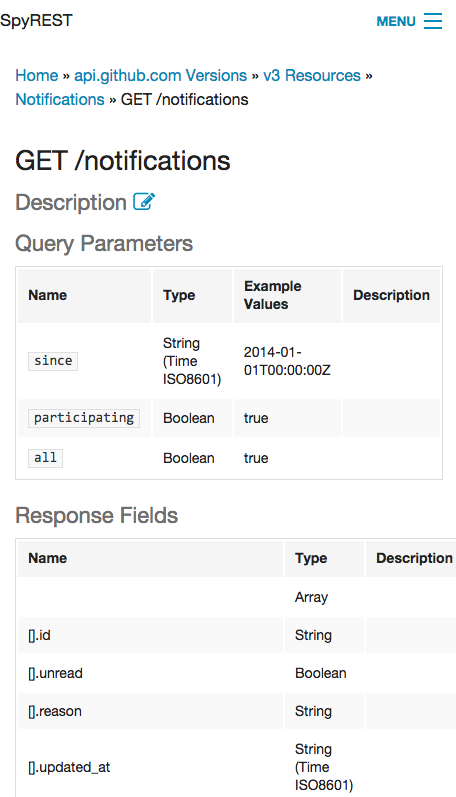 SpyREST
MENU
Home » api.github.com Versions » v3 Resources »
Notifications » GET /notifications
GET /notifications
Description
Query Parameters
Name Type Example Values Description
since String (Time ISO8601) 2014-01-01T00:00:00Z
participating Boolean true
all Boolean true
Response Fields
Name Type Description
Array
[].id String
[].unread Boolean
[].reason String
[].updated_at String (Time ISO8601)